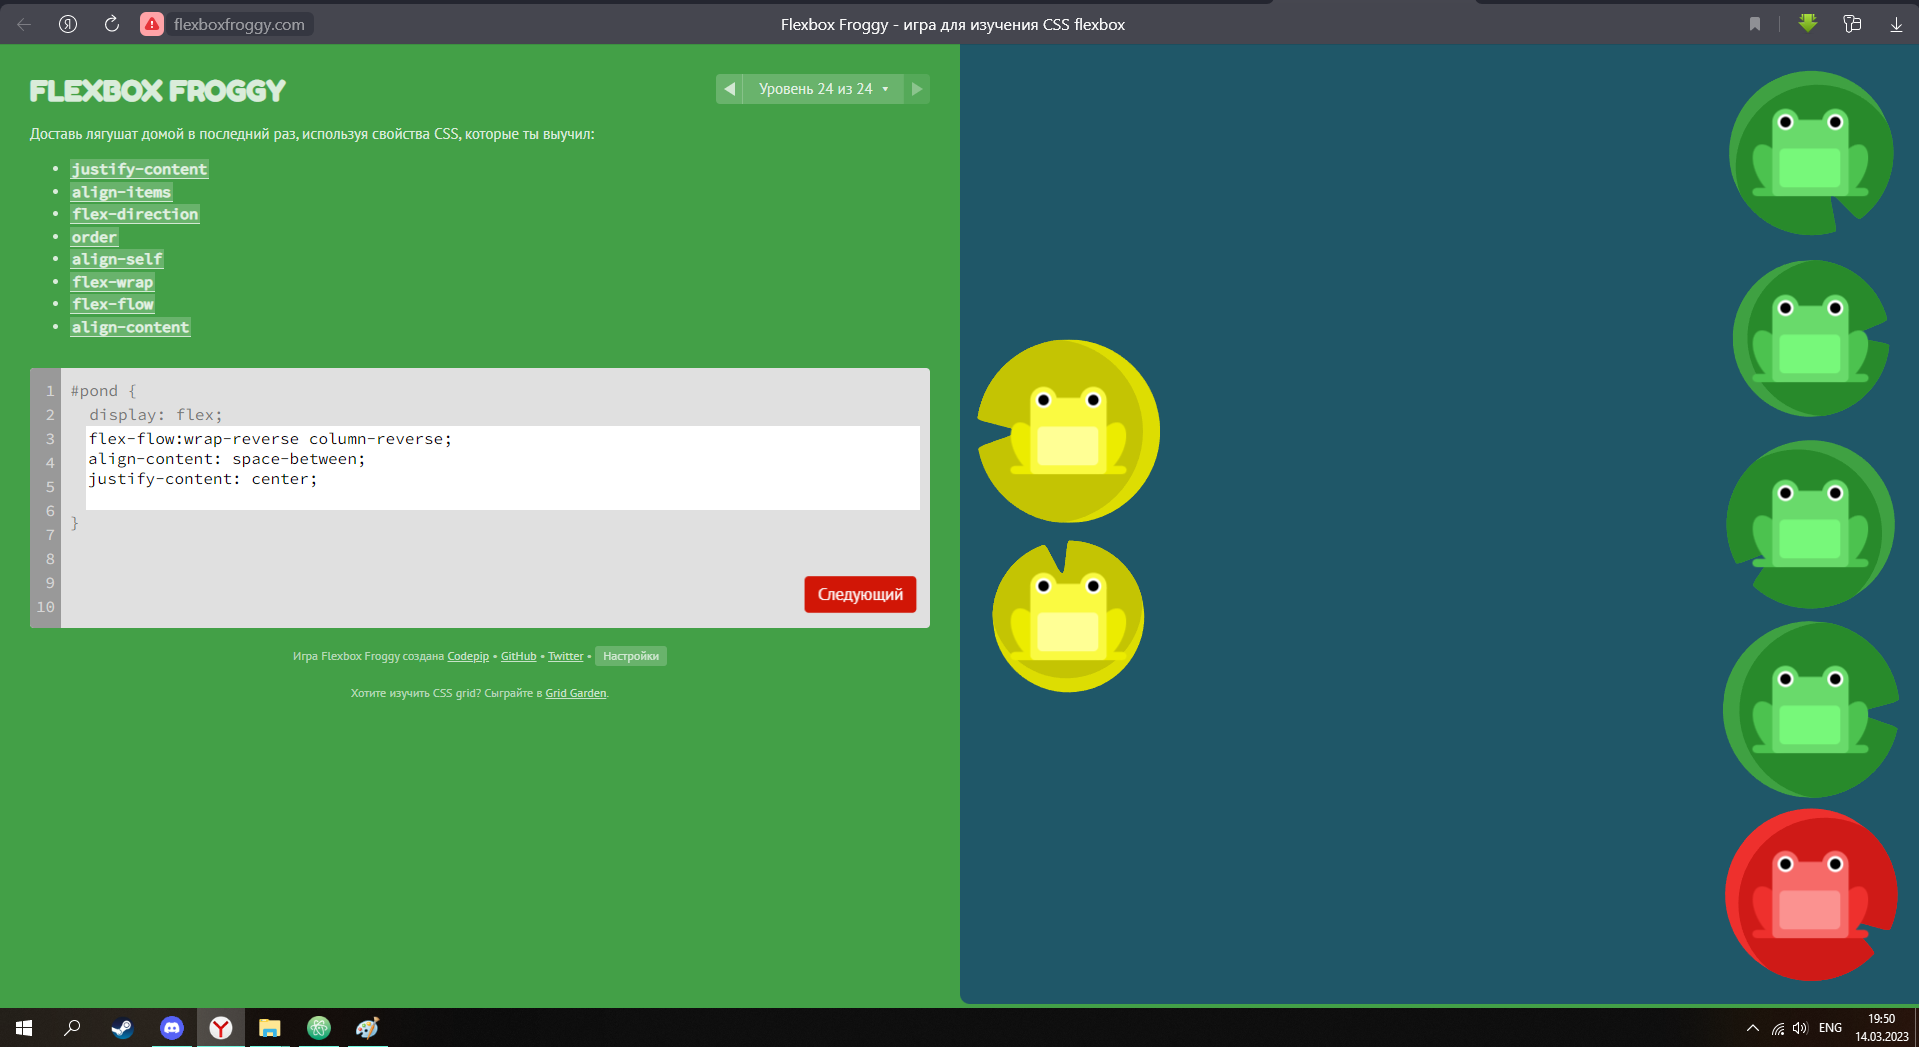 flexboxfroggy.com
Flexbox Froggy - игра для изучения CSS flexbox
FLEXBOX FROGGY
Уровень 24 из 24
Доставь лягушат домой в последний раз, используя свойства CSS, которые ты выучил:
• justify-content
• align-items
• flex-direction
• order
• align-self
• flex-wrap
• flex-flow
• align-content
1 #pond {
2 display: flex;
3 flex-flow:wrap-reverse column-reverse;
4 align-content: space-between;
5 justify-content: center;
6 }
7
8
9
10
Следующий
Игра Flexbox Froggy создана Codepip • GitHub • Twitter • Настройки
Хотите изучить CSS grid? Сыграйте в Grid Garden.
ENG
19:50
14.03.2023